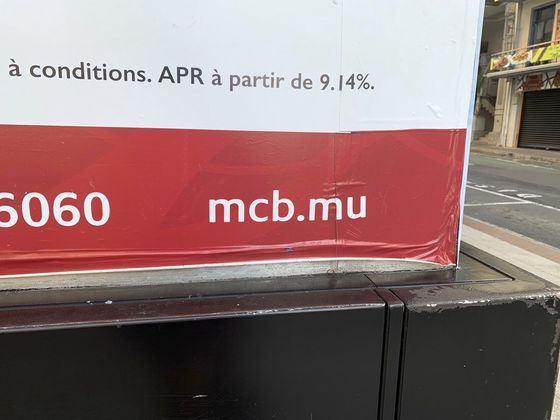 à conditions. APR à partir de 9.14%.
6060 mcb.mu